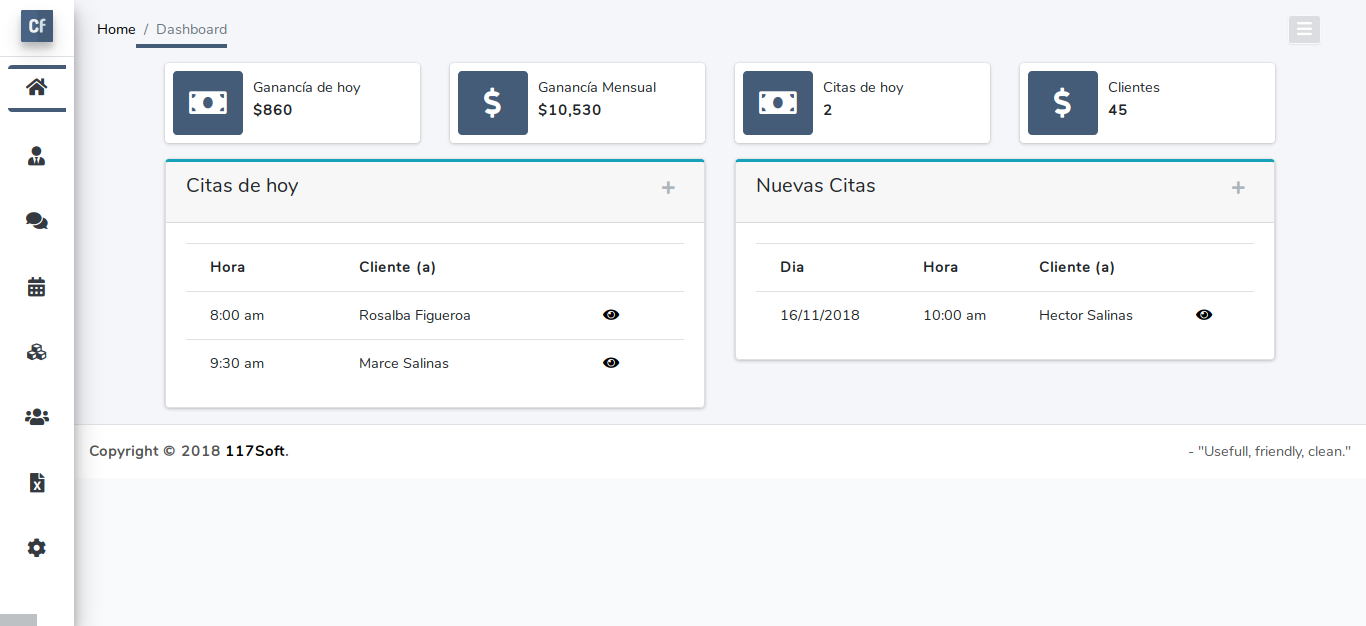 Cf
Home / Dashboard
Ganancía de hoy
$860
Ganancía Mensual
$10,530
Citas de hoy
2
Clientes
45
Citas de hoy
Hora Cliente (a)
8:00 am Rosalba Figueroa
9:30 am Marce Salinas
Nuevas Citas
Dia Hora Cliente (a)
16/11/2018 10:00 am Hector Salinas
Copyright © 2018 117Soft.
- "Usefull, friendly, clean."